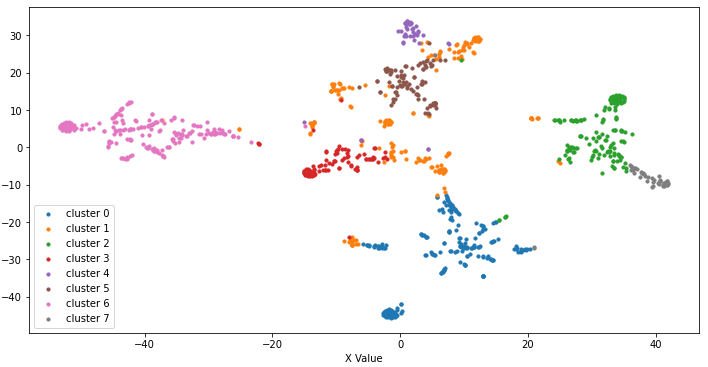 30
20
10
0
−10
−20
−30
−40
cluster 0
cluster 1
cluster 2
cluster 3
cluster 4
cluster 5
cluster 6
cluster 7
−40
−20
0
20
40
X Value